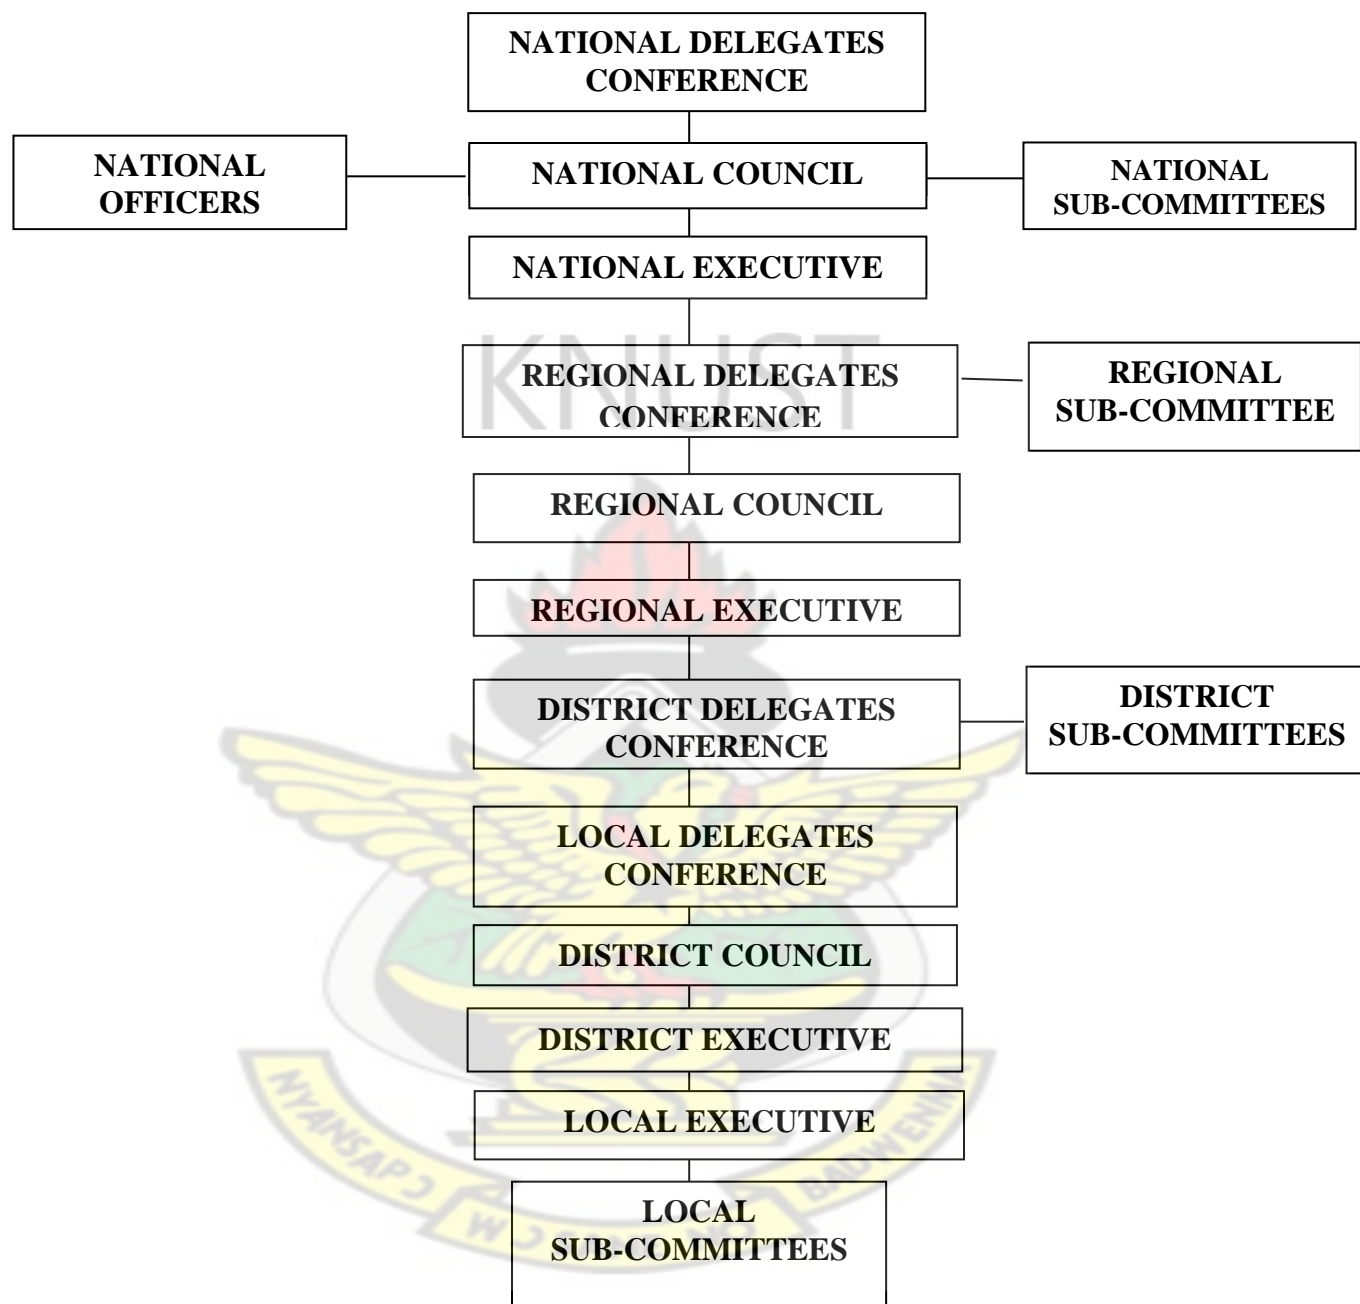 NATIONAL DELEGATES
CONFERENCE
NATIONAL
OFFICERS
NATIONAL COUNCIL
NATIONAL
SUB-COMMITTEES
NATIONAL EXECUTIVE
KNUST
REGIONAL DELEGATES
CONFERENCE
REGIONAL
SUB-COMMITTEE
REGIONAL COUNCIL
REGIONAL EXECUTIVE
DISTRICT DELEGATES
CONFERENCE
DISTRICT
SUB-COMMITTEES
LOCAL DELEGATES
CONFERENCE
DISTRICT COUNCIL
DISTRICT EXECUTIVE
LOCAL EXECUTIVE
NYANSAPƆ
BADWENMA
LOCAL
SUB-COMMITTEES